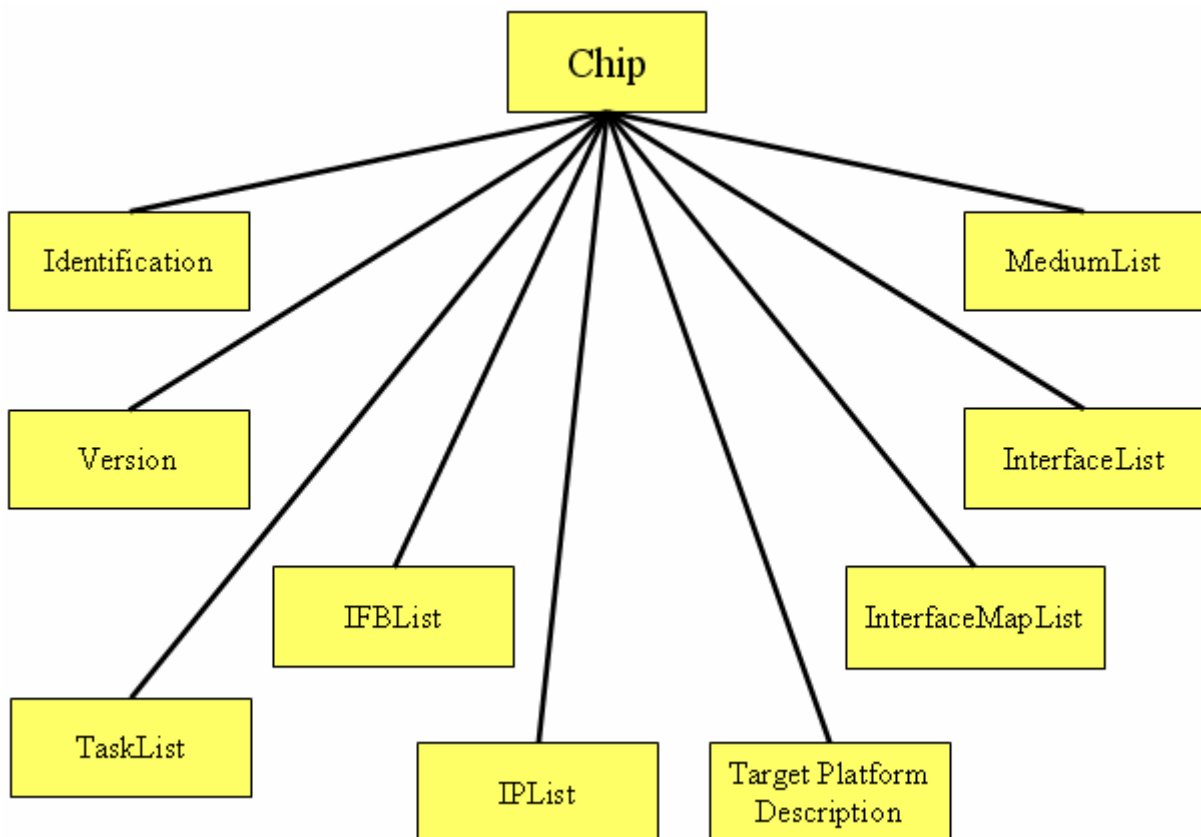 Chip
Identification
MediumList
Version
InterfaceList
IFBList
InterfaceMapList
TaskList
IPList
Target Platform
Description